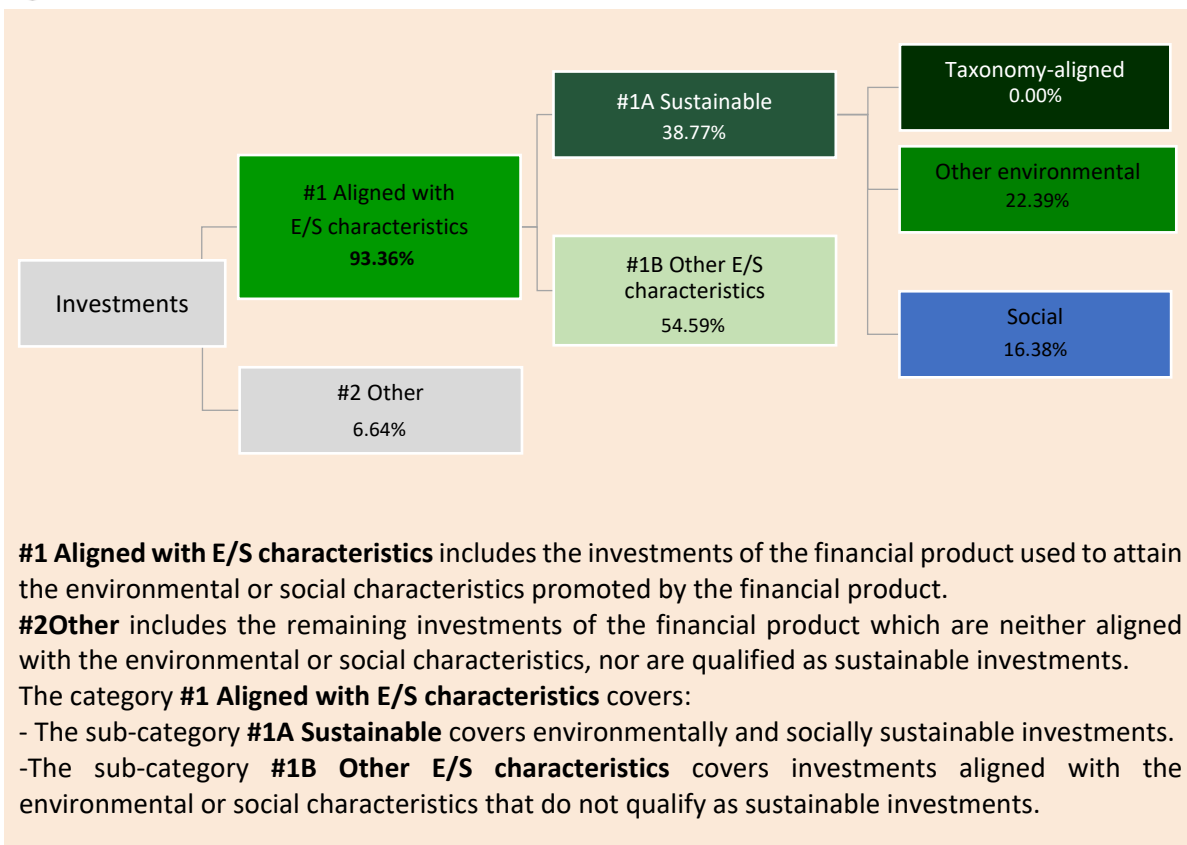 Taxonomy-aligned
0.00%
#1A Sustainable
38.77%
Other environmental
22.39%
#1 Aligned with
E/S characteristics
93.36%
#1B Other E/S
characteristics
54.59%
Investments
Social
16.38%
#2 Other
6.64%
#1 Aligned with E/S characteristics includes the investments of the financial product used to attain
the environmental or social characteristics promoted by the financial product.
#2Other includes the remaining investments of the financial product which are neither aligned
with the environmental or social characteristics, nor are qualified as sustainable investments.
The category #1 Aligned with E/S characteristics covers:
- The sub-category #1A Sustainable covers environmentally and socially sustainable investments.
-The sub-category #1B Other E/S characteristics covers investments aligned with the
environmental or social characteristics that do not qualify as sustainable investments.